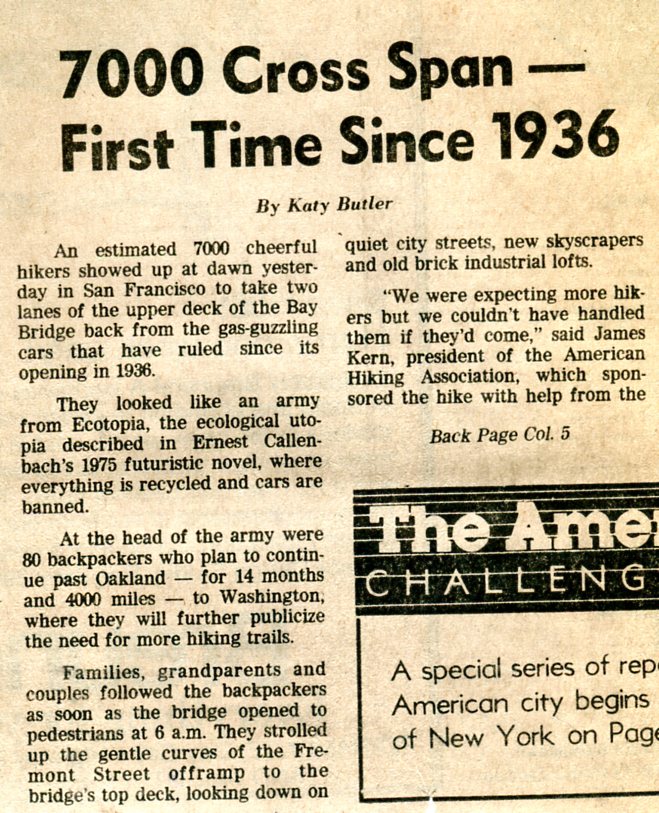 7000 Cross Span —
First Time Since 1936
By Katy Butler
An estimated 7000 cheerful
hikers showed up at dawn yester-
day in San Francisco to take two
lanes of the upper deck of the Bay
Bridge back from the gas-guzzling
cars that have ruled since its
opening in 1936.
They looked like an army
from Ecotopia, the ecological uto-
pia described in Ernest Callen-
bach's 1975 futuristic novel, where
everything is recycled and cars are
banned.
At the head of the army were
80 backpackers who plan to contin-
ue past Oakland — for 14 months
and 4000 miles — to Washington,
where they will further publicize
the need for more hiking trails.
Families, grandparents and
couples followed the backpackers
as soon as the bridge opened to
pedestrians at 6 a.m. They strolled
up the gentle curves of the Fre-
mont Street offramp to the
bridge's top deck, looking down on
quiet city streets, new skyscrapers
and old brick industrial lofts.
"We were expecting more hik-
ers but we couldn't have handled
them if they'd come," said James
Kern, president of the American
Hiking Association, which spon-
sored the hike with help from the
Back Page Col. 5
The Amer
CHALLENG
A special series of rep
American city begins
of New York on Page